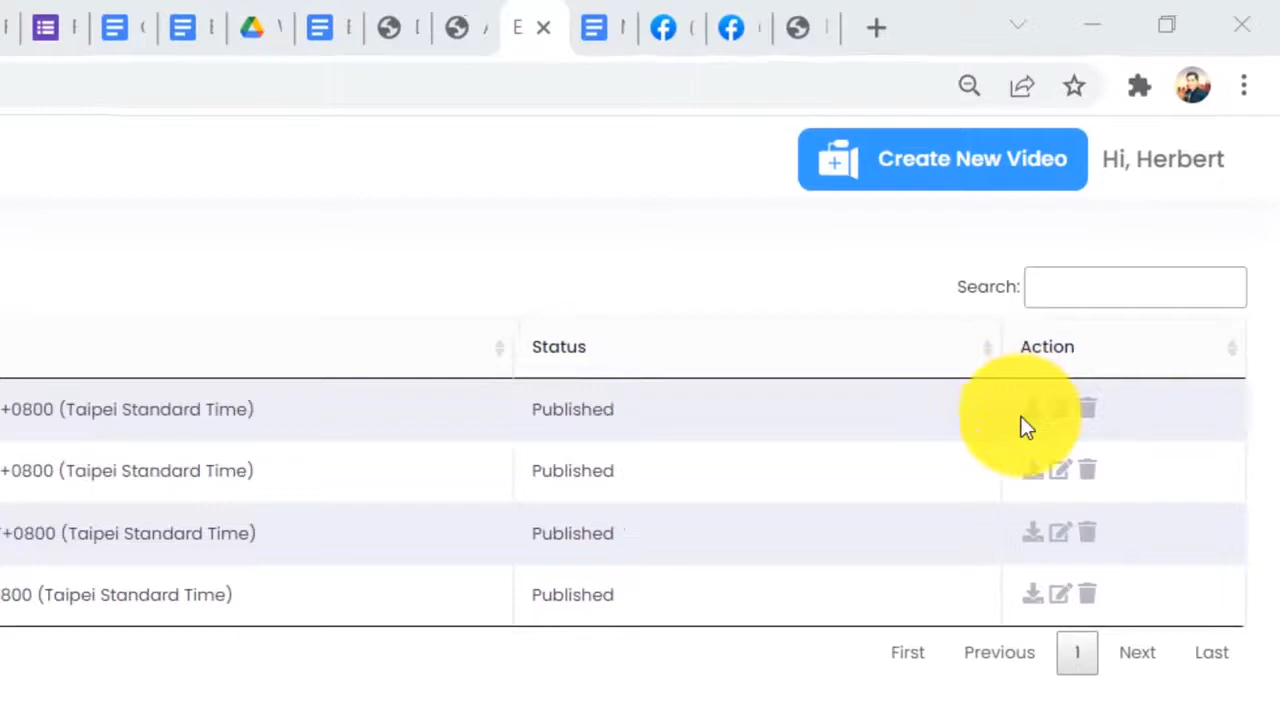 E
Create New Video
Hi, Herbert
Search:
Status
Action
+0800 (Taipei Standard Time)
Published
+0800 (Taipei Standard Time)
Published
+0800 (Taipei Standard Time)
Published
800 (Taipei Standard Time)
Published
First
Previous
1
Next
Last